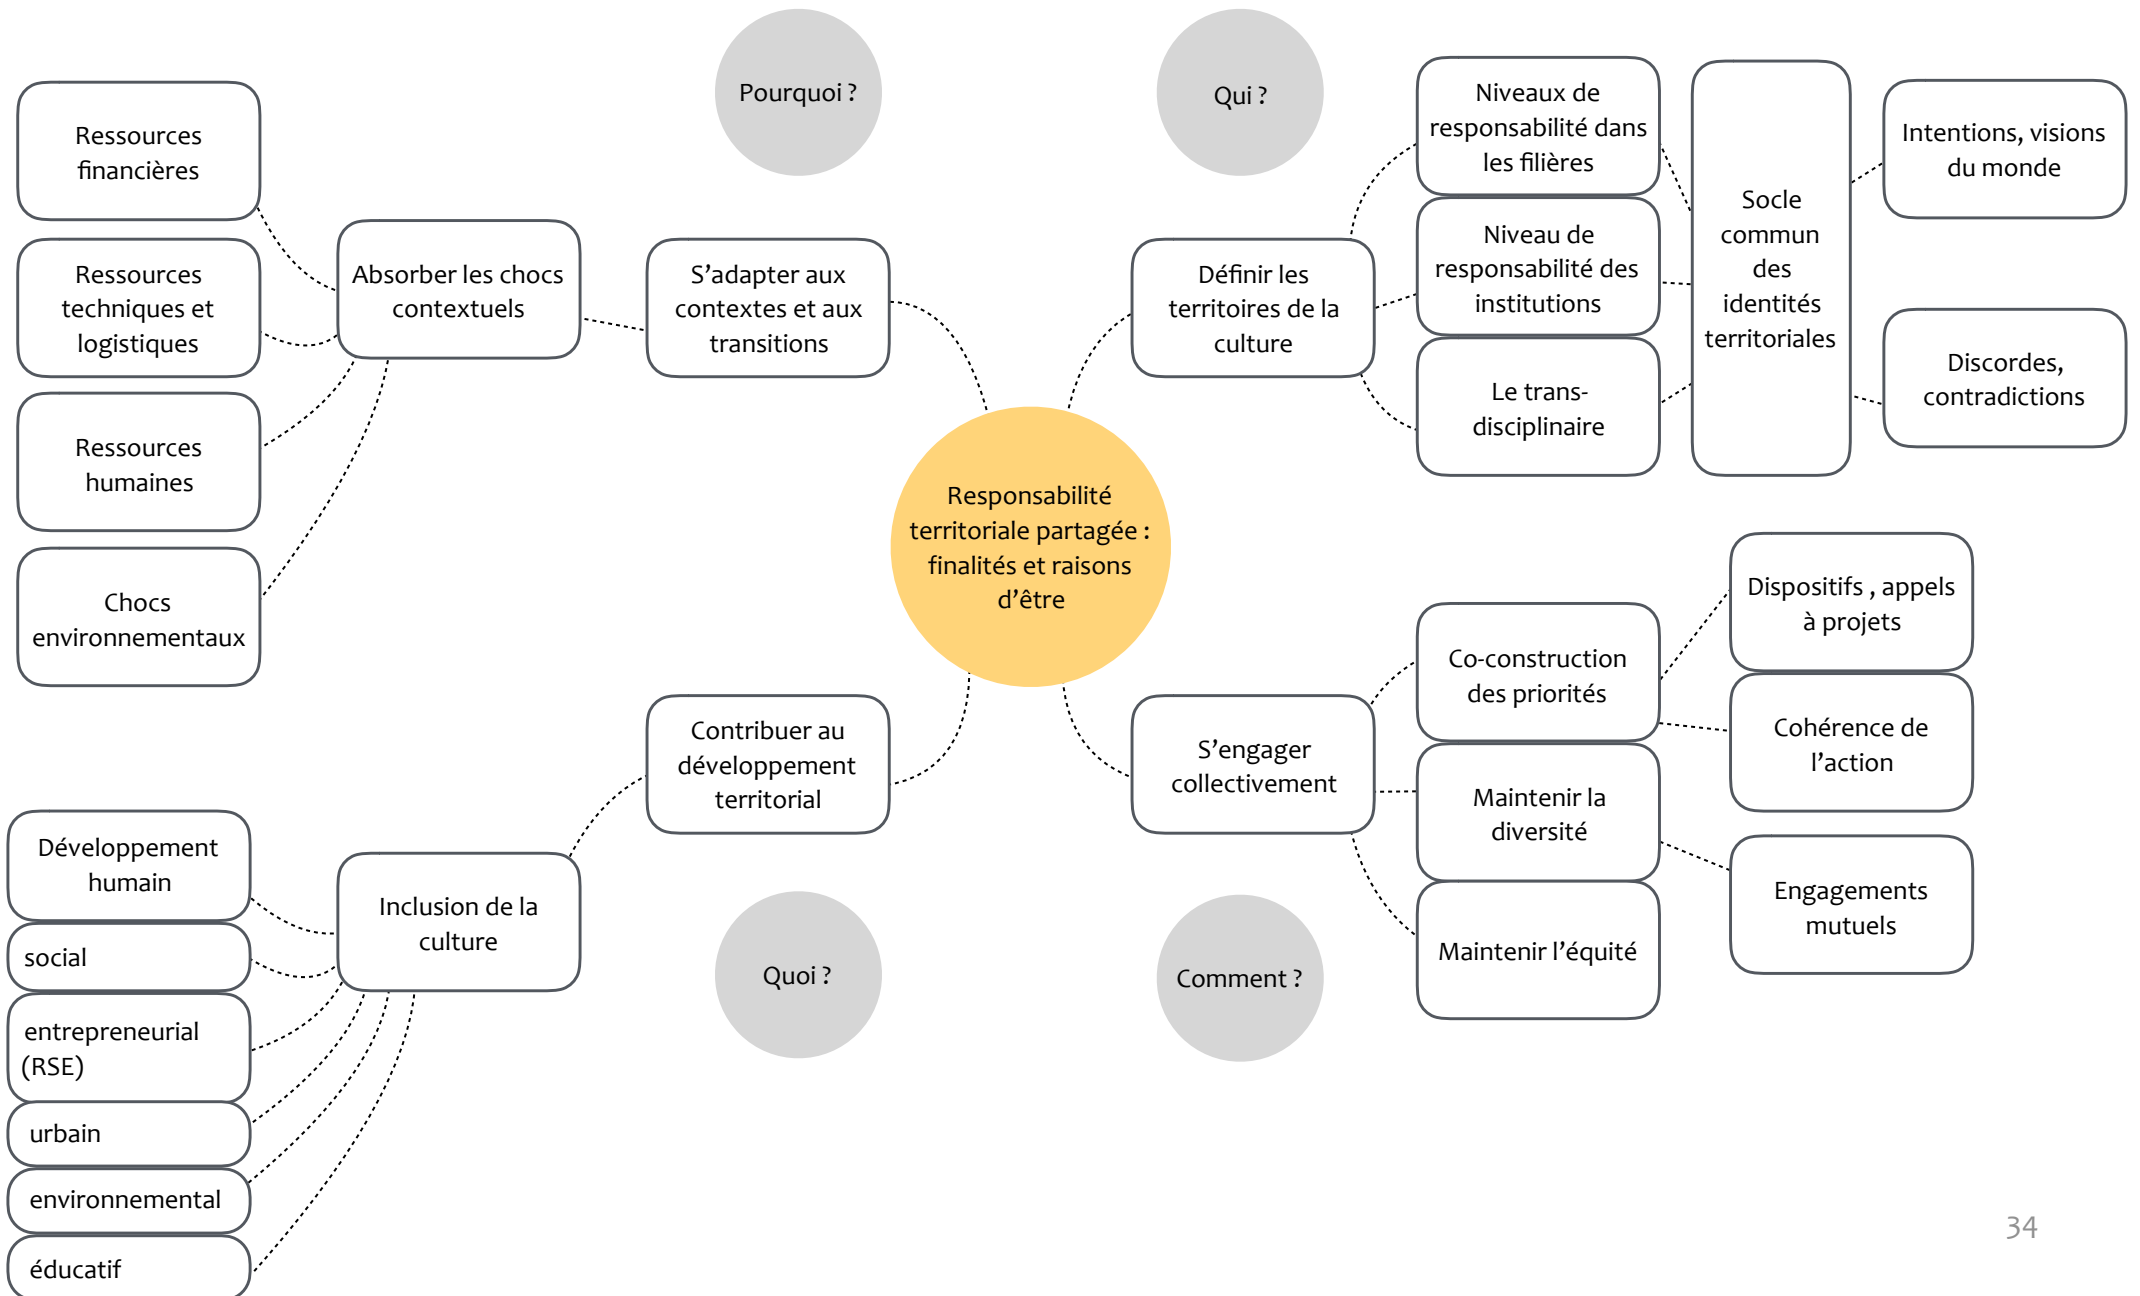 Pourquoi ?
Qui ?
Ressources
financières
Ressources
techniques et
logistiques
Ressources
humaines
Chocs
environnementaux
Absorber les chocs
contextuels
S’adapter aux
contextes et aux
transitions
Définir les
territoires de la
culture
Niveaux de
responsabilité dans
les filières
Niveau de
responsabilité des
institutions
Le trans-
disciplinaire
Socle
commun
des
identités
territoriales
Intentions, visions
du monde
Discordes,
contradictions
Responsabilité
territoriale partagée :
finalités et raisons
d’être
Contribuer au
développement
territorial
Inclusion de la
culture
Développement
humain
social
entrepreneurial
(RSE)
urbain
environnemental
éducatif
S’engager
collectivement
Co-construction
des priorités
Maintenir la
diversité
Maintenir l’équité
Dispositifs , appels
à projets
Cohérence de
l’action
Engagements
mutuels
Quoi ?
Comment ?
34